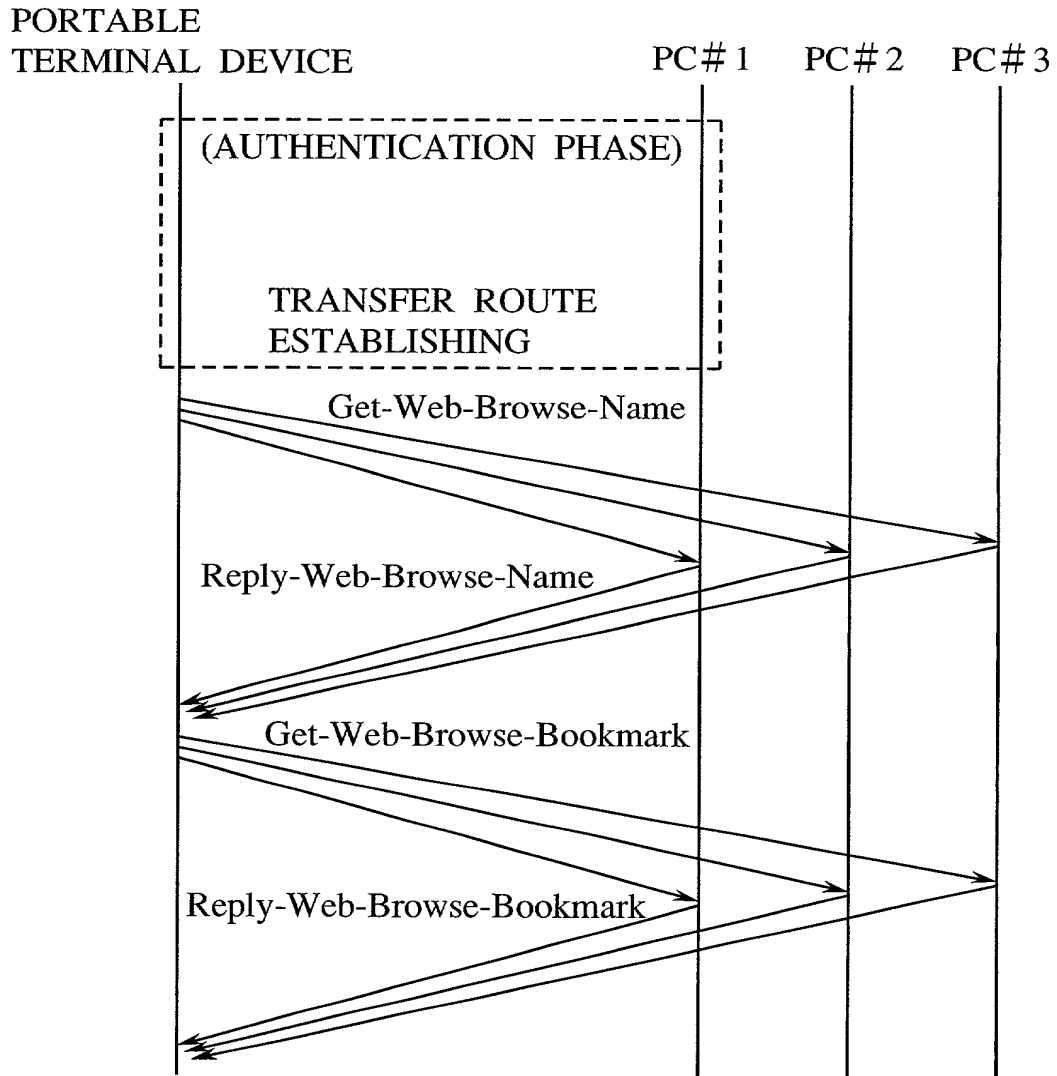 PORTABLE
TERMINAL DEVICE
PC#1 PC#2 PC#3
(AUTHENTICATION PHASE)
TRANSFER ROUTE
ESTABLISHING
Get-Web-Browse-Name
Reply-Web-Browse-Name
Get-Web-Browse-Bookmark
Reply-Web-Browse-Bookmark